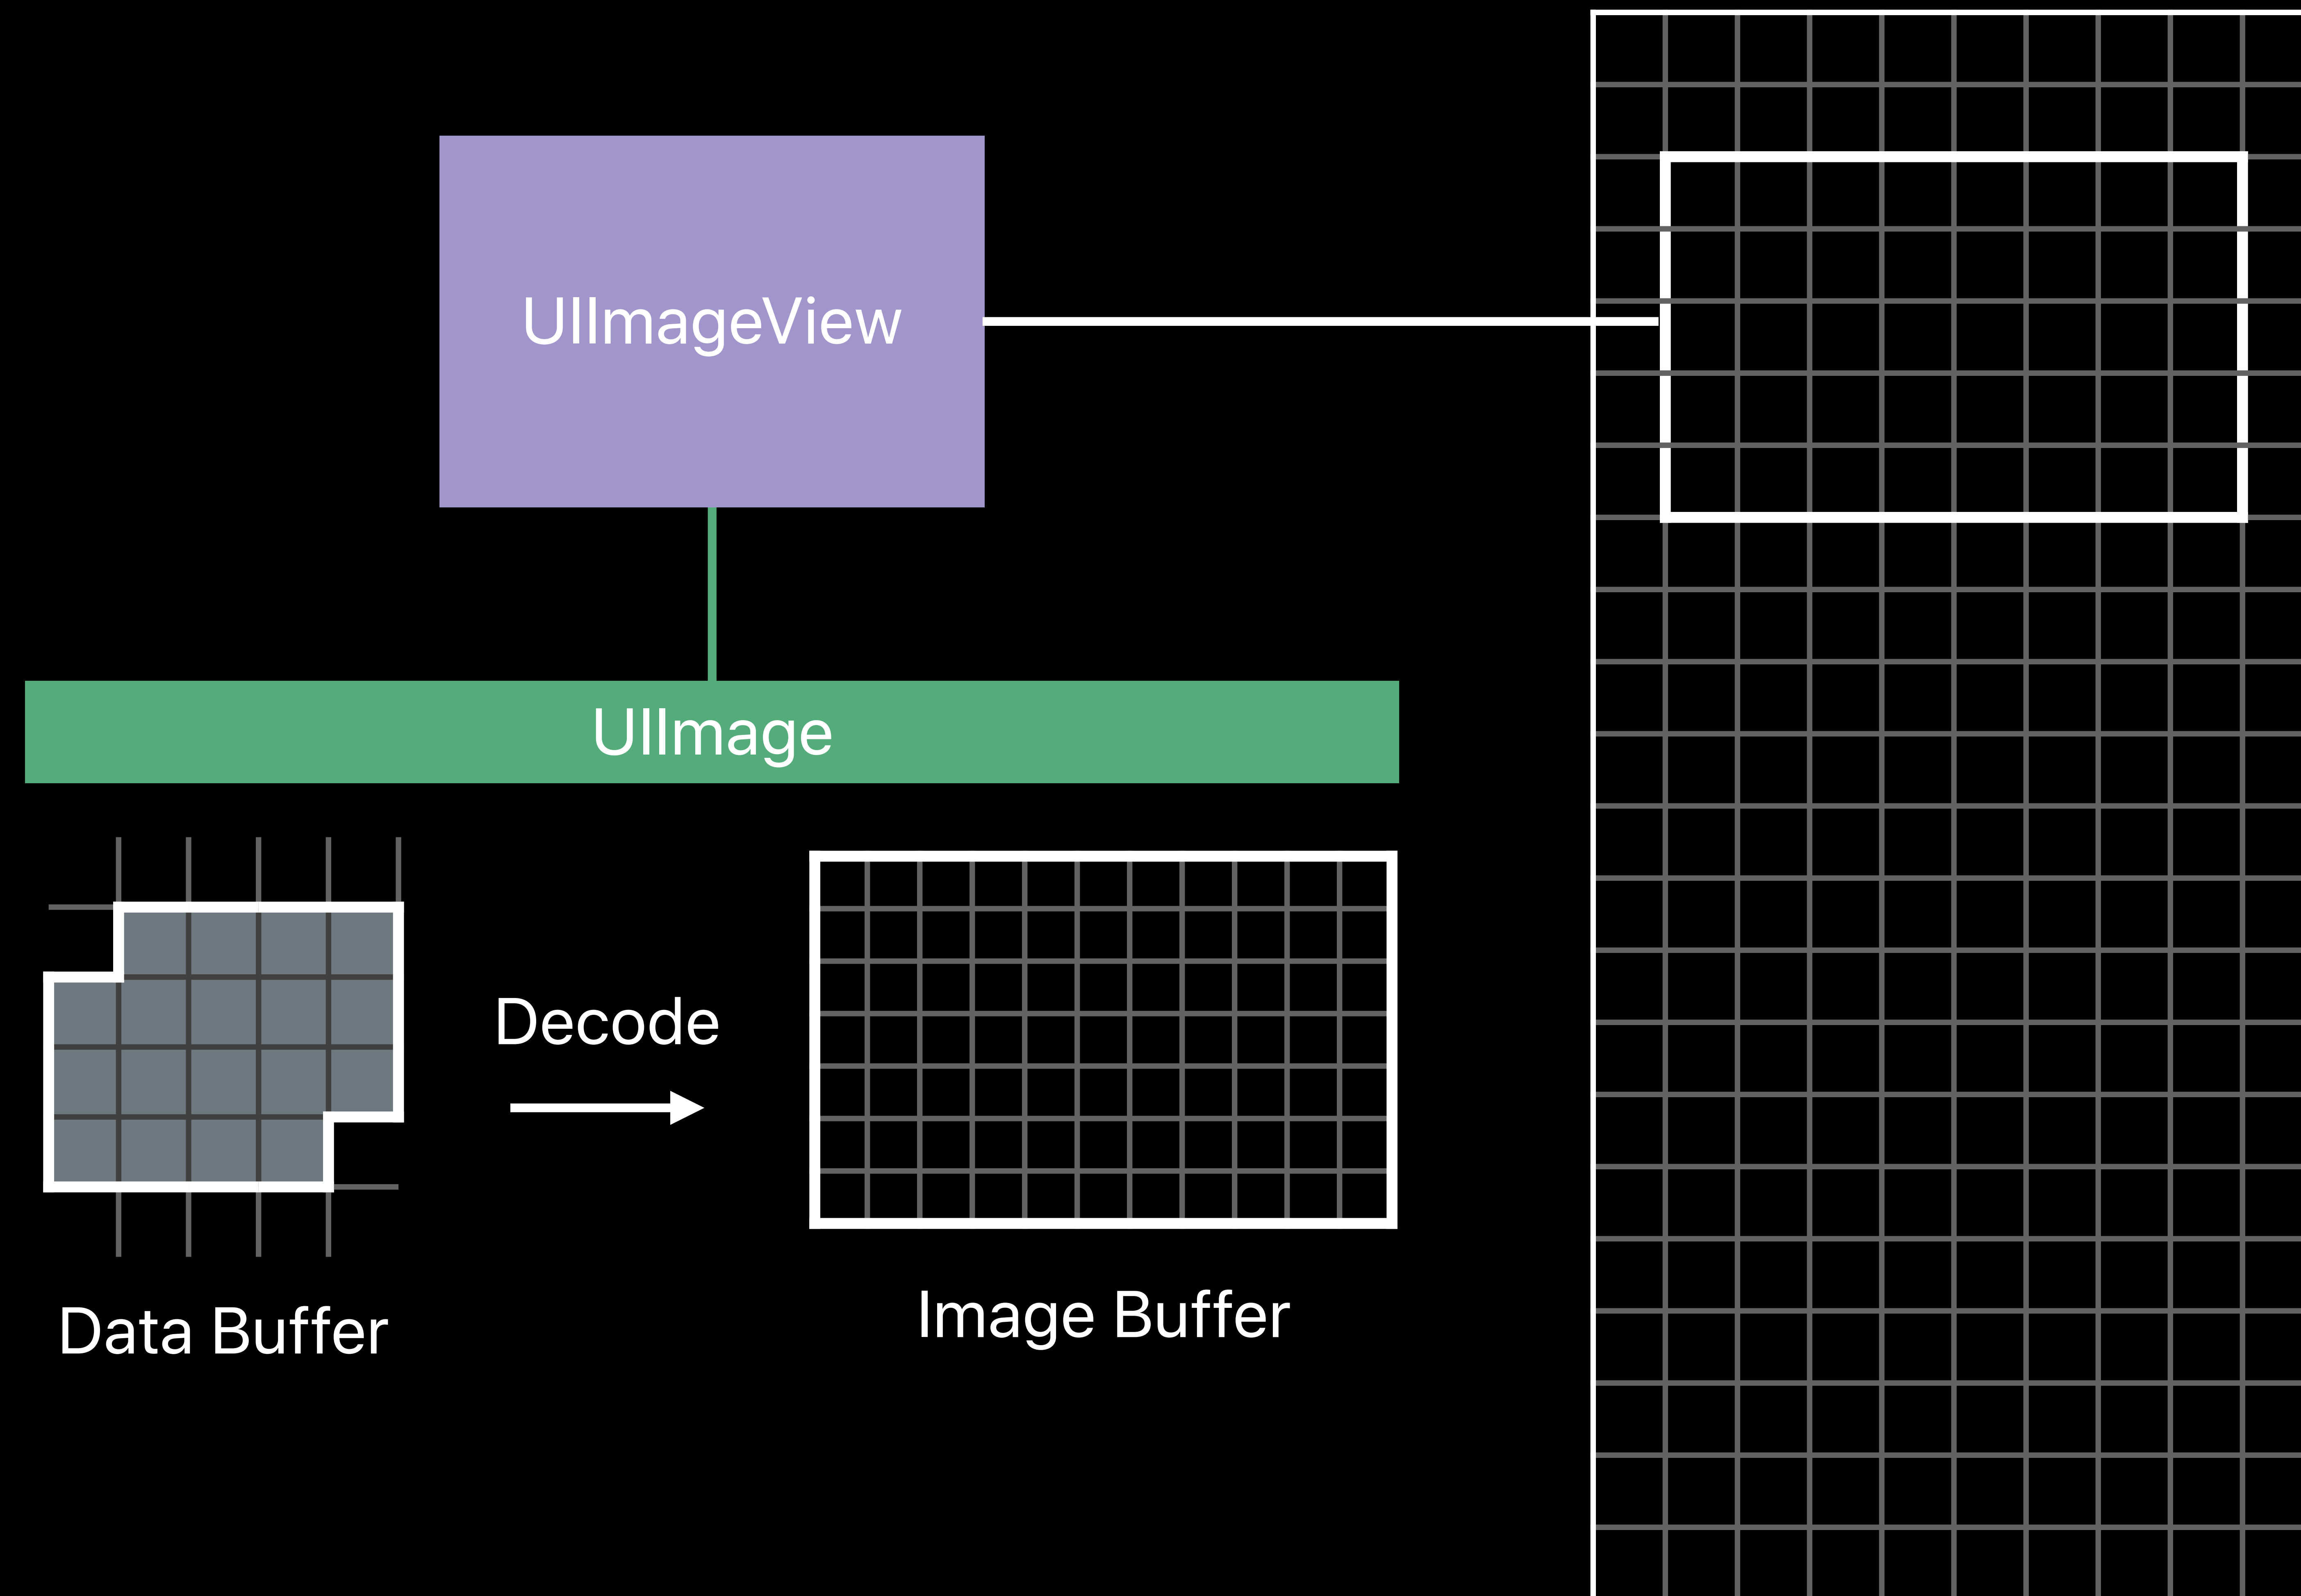 UIImageView
UIImage
Decode
Data Buffer
Image Buffer